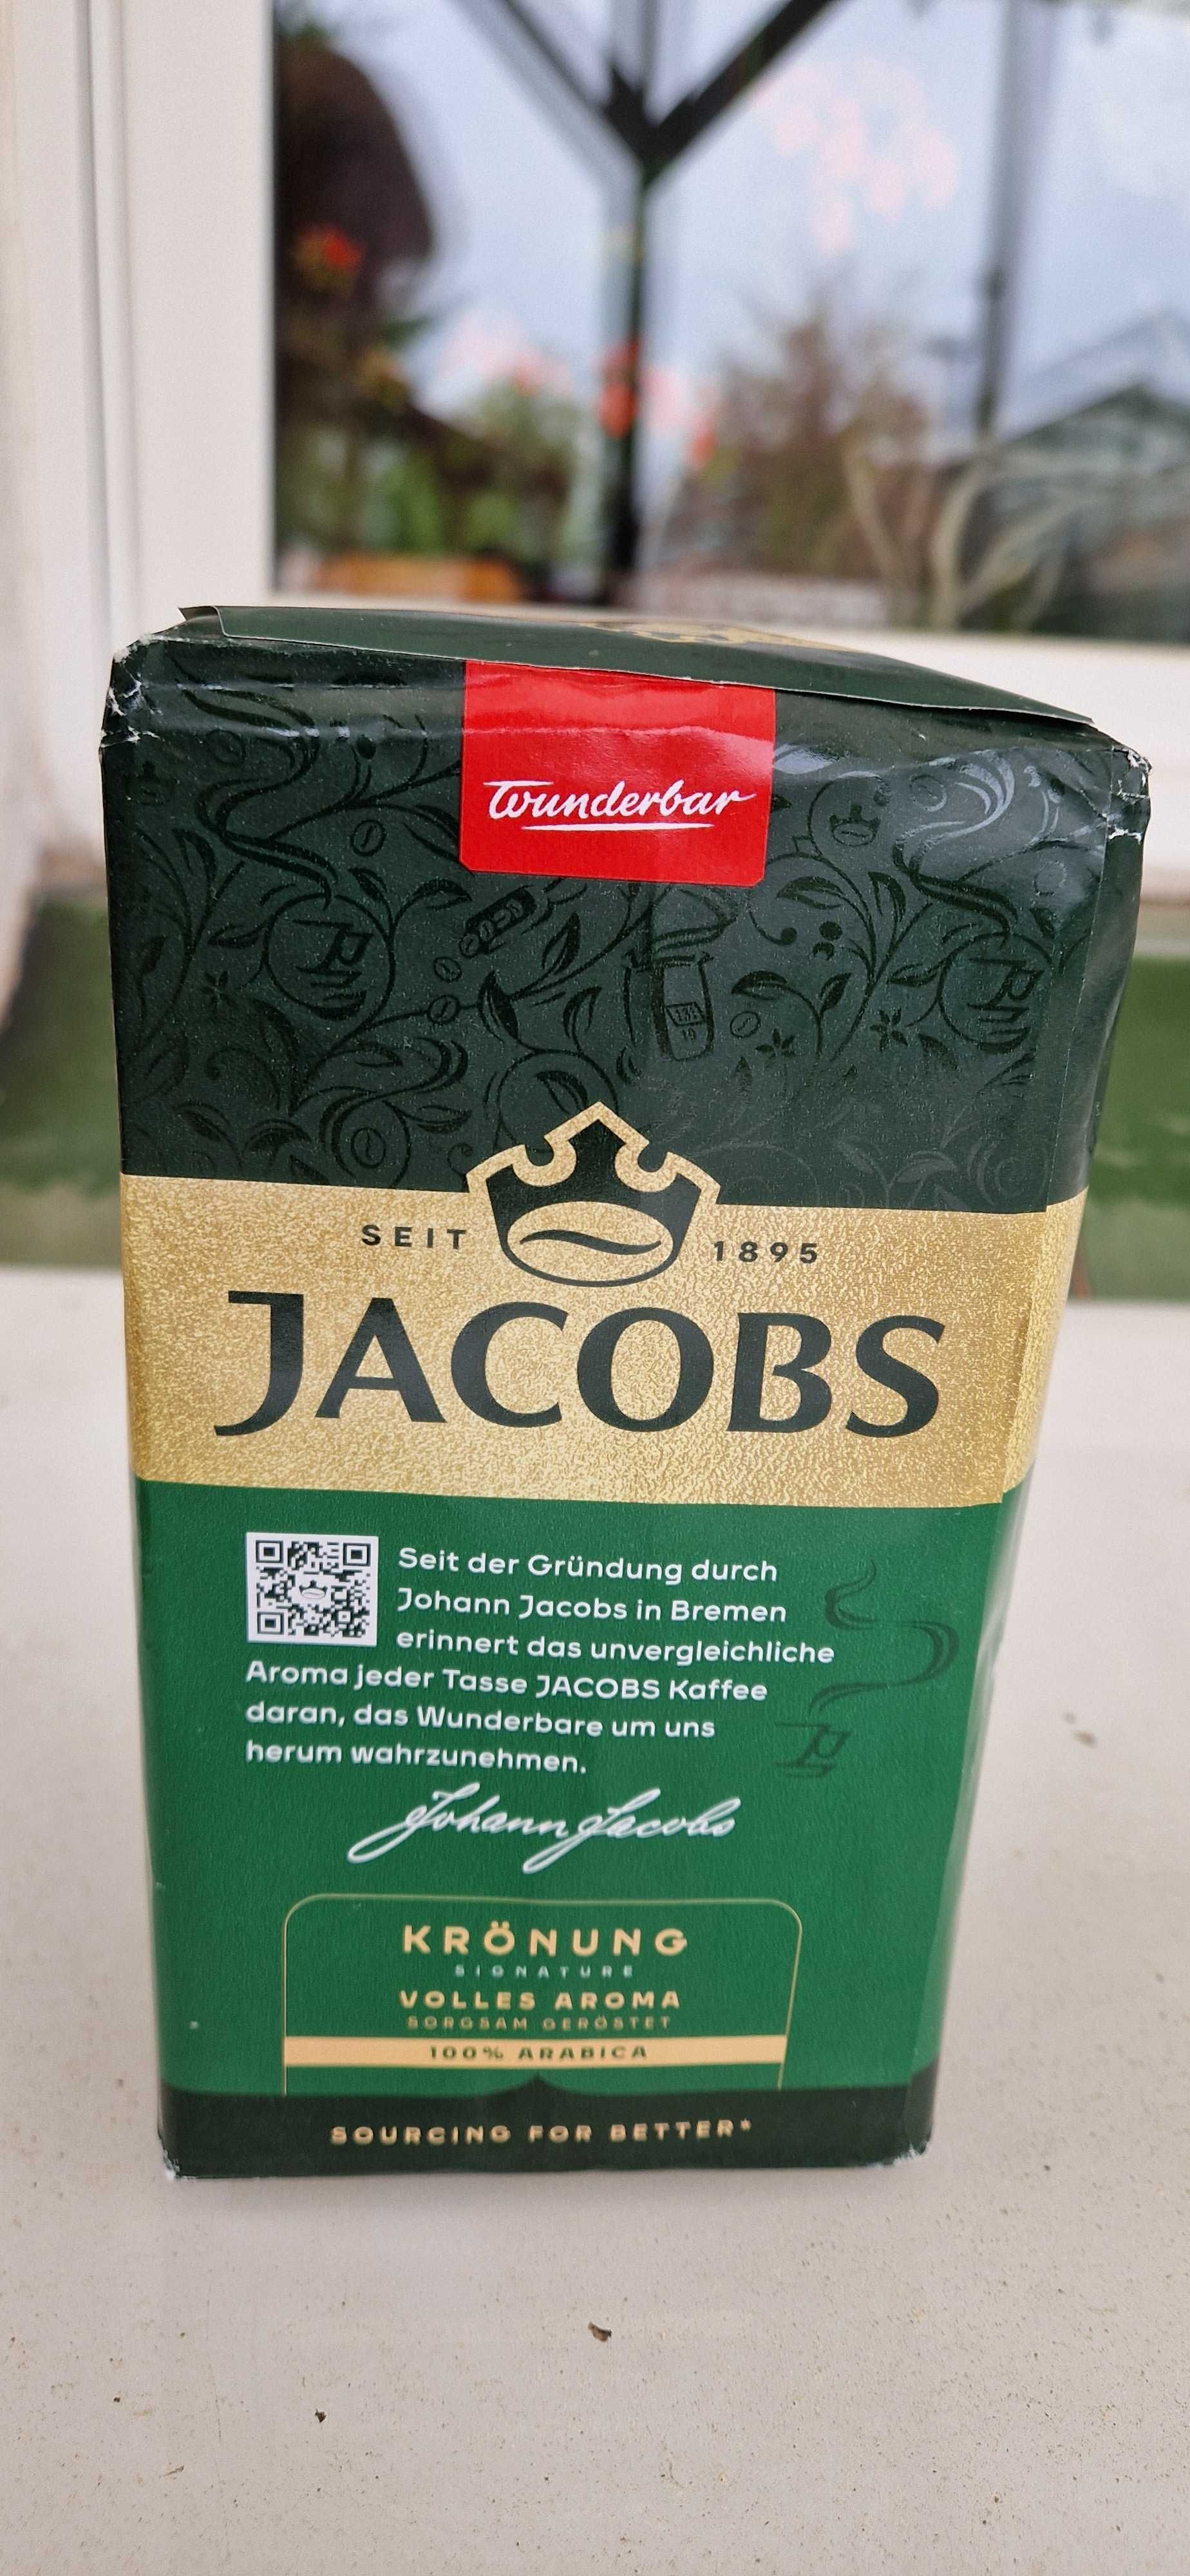 Wunderbar
SEIT 1895
JACOBS
Seit der Gründung durch
Johann Jacobs in Bremen
erinnert das unvergleichliche
Aroma jeder Tasse JACOBS Kaffee
daran, das Wunderbare um uns
herum wahrzunehmen.
Johann Jacobs
KRÖNUNG
SIGNATURE
VOLLES AROMA
SORGSAM GERÖSTET
100% ARABICA
SOURCING FOR BETTER*